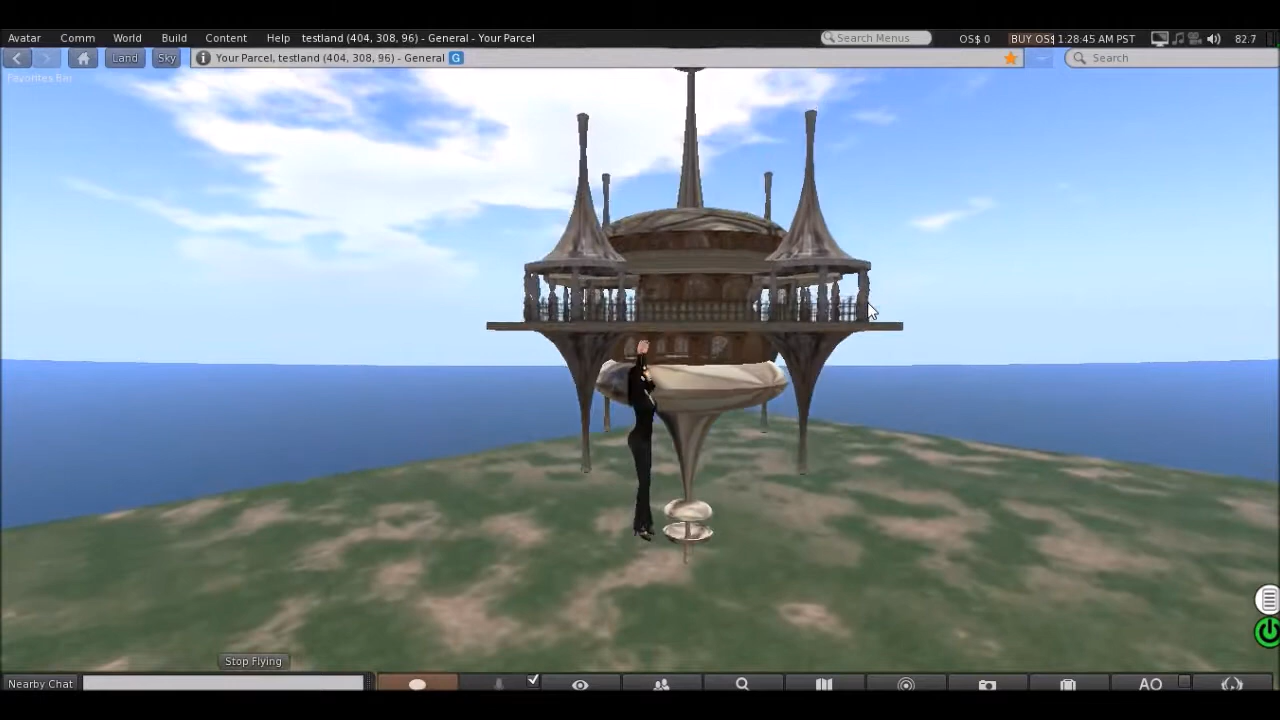 Avatar Comm World Build Content Help testland (404, 308, 96) - General - Your Parcel Search Menus OS$ 0 BUY OS$ 1:28:45 AM PST 82.7
Land Sky Your Parcel, testland (404, 308, 96) - General G Search
Favorites Bar
Stop Flying
Nearby Chat AO